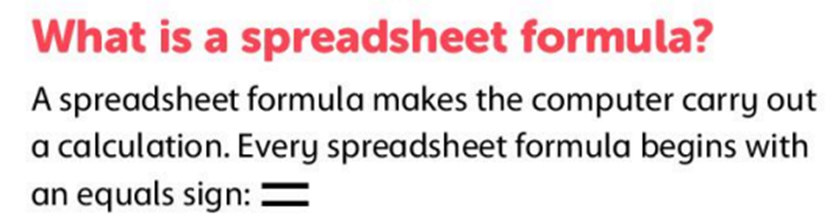 What is a spreadsheet formula?
A spreadsheet formula makes the computer carry out
a calculation. Every spreadsheet formula begins with
an equals sign: =